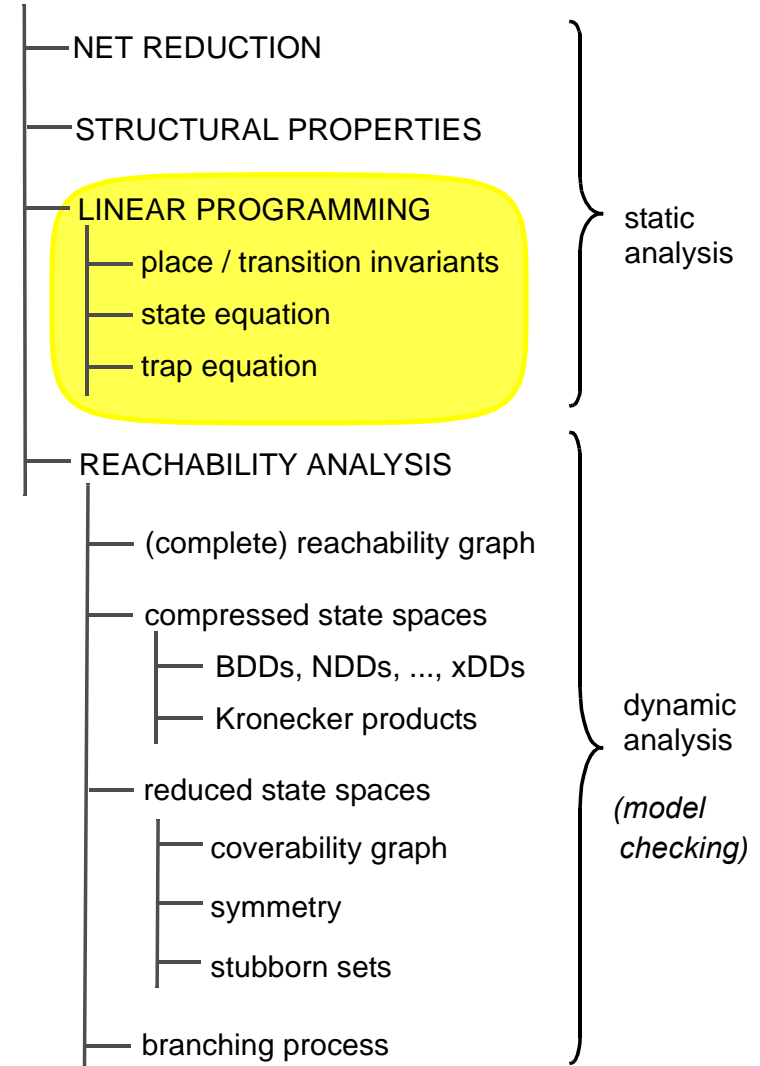 NET REDUCTION
STRUCTURAL PROPERTIES
LINEAR PROGRAMMING
place / transition invariants
state equation
trap equation
static
analysis
REACHABILITY ANALYSIS
(complete) reachability graph
compressed state spaces
BDDs, NDDs, ..., xDDs
Kronecker products
reduced state spaces
coverability graph
symmetry
stubborn sets
branching process
dynamic
analysis
(model
checking)